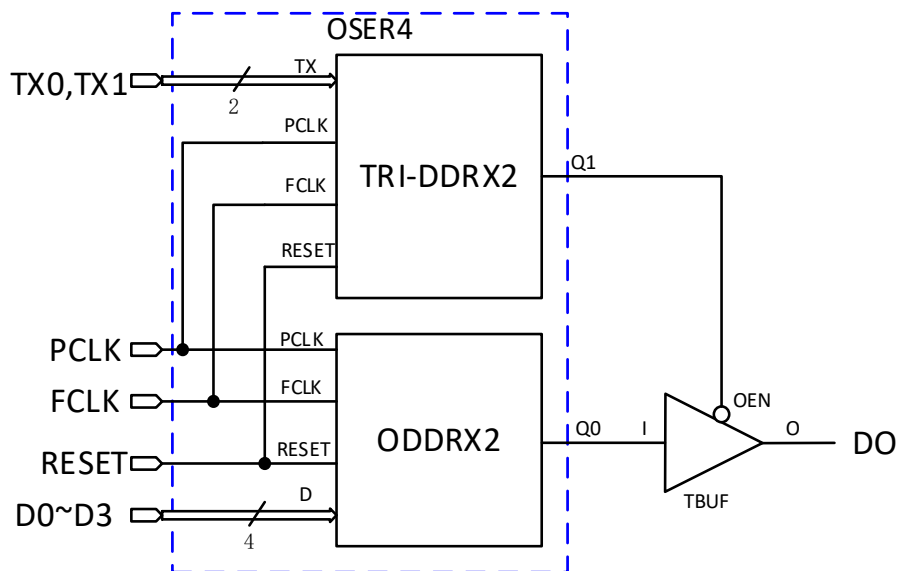 OSER4
TX0,TX1
2
TX
PCLK
FCLK
RESET
TRI-DDRX2
Q1
PCLK
FCLK
RESET
D0~D3
4
PCLK
FCLK
RESET
D
ODDRX2
Q0
I
OEN
O
DO
TBUF